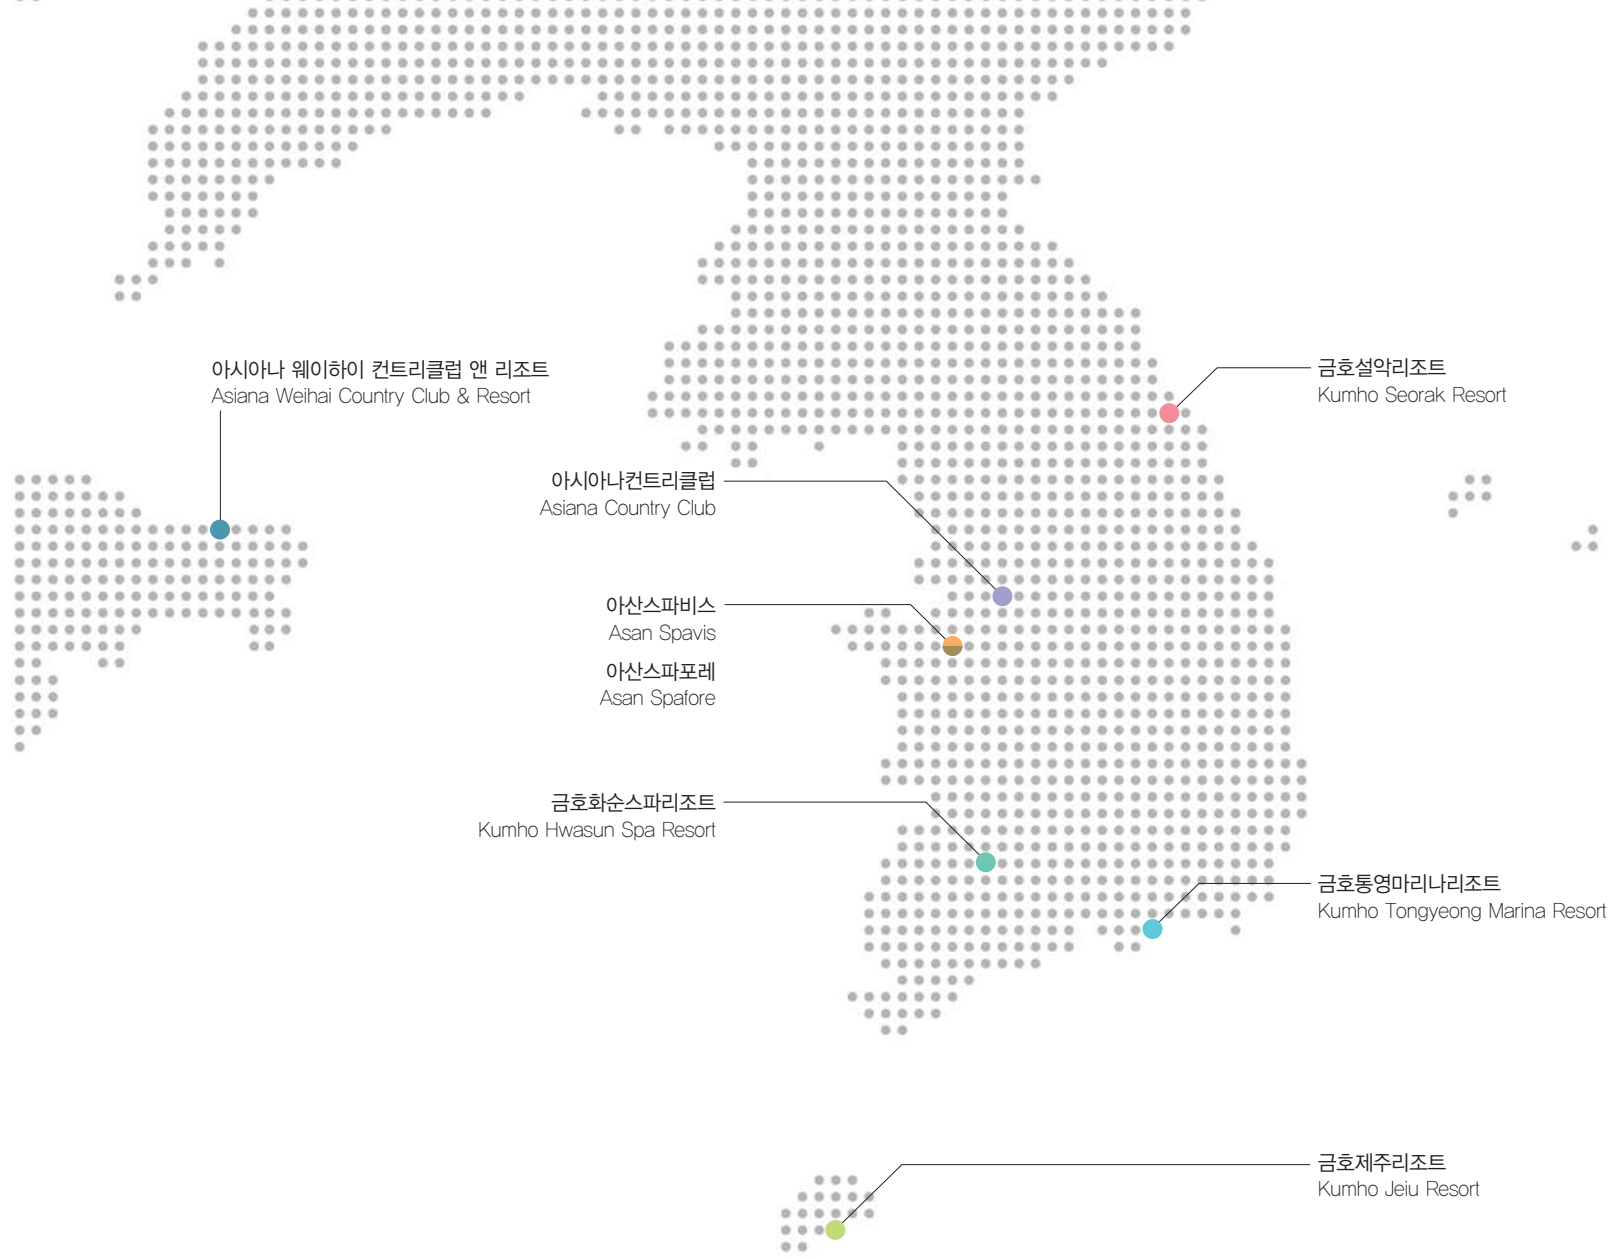 아시아나 웨이하이 컨트리클럽 앤 리조트
Asiana Weihai Country Club & Resort
금호설악리조트
Kumho Seorak Resort
아시아나컨트리클럽
Asiana Country Club
아산스파비스
Asan Spavis
아산스파포레
Asan Spafore
금호화순스파리조트
Kumho Hwasun Spa Resort
금호통영마리나리조트
Kumho Tongyeong Marina Resort
금호제주리조트
Kumho Jeiu Resort